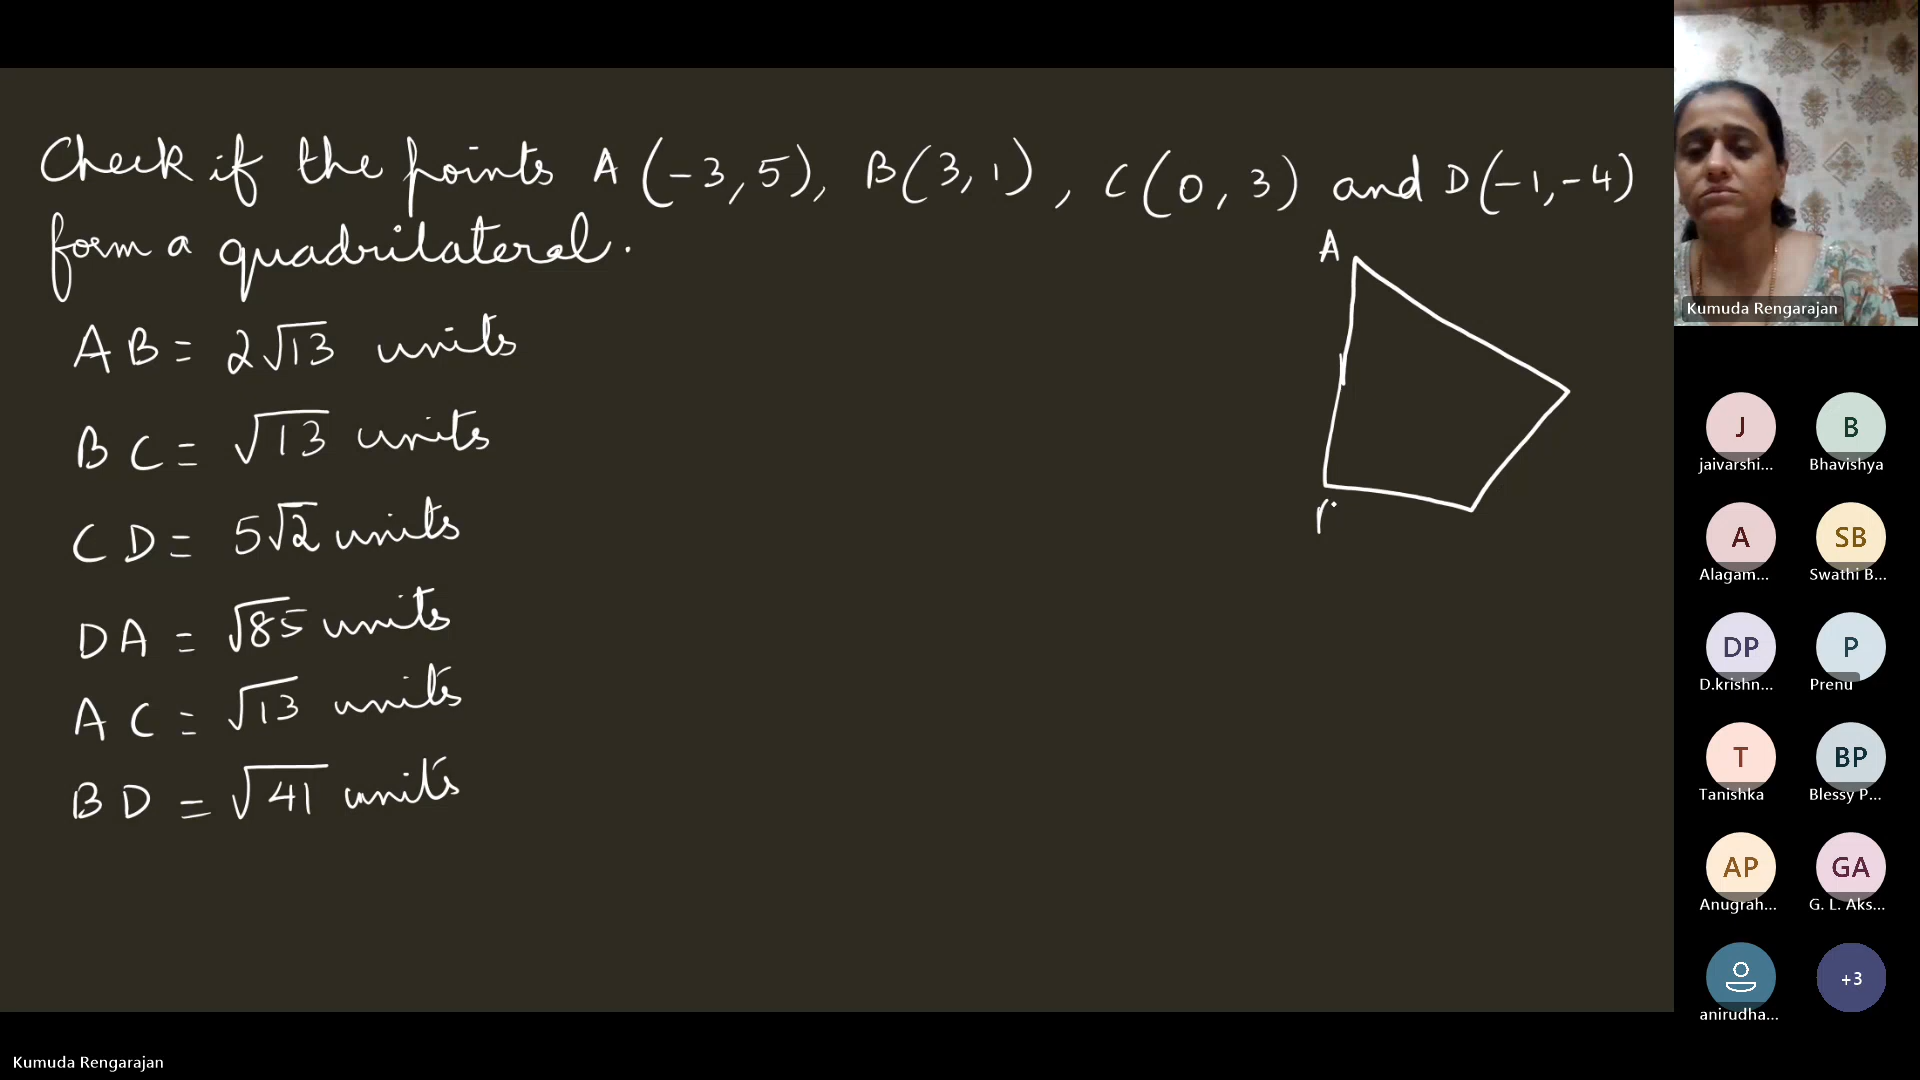 Check if the points A (-3, 5), B(3, 1), C(0, 3) and D(-1, -4)
form a quadrilateral.
A
AB = 2√13 units
BC = √13 units
CD = 5√2 units
DA = √85 units
AC = √13 units
BD = √41 units
Kumuda Rengarajan
J
jaivarshi...
B
Bhavishya
A
Alagam...
SB
Swathi B...
DP
D.krishn...
P
Prenu
T
Tanishka
BP
Blessy P...
AP
Anugrah...
GA
G. L. Aks...
anirudha...
+3
Kumuda Rengarajan